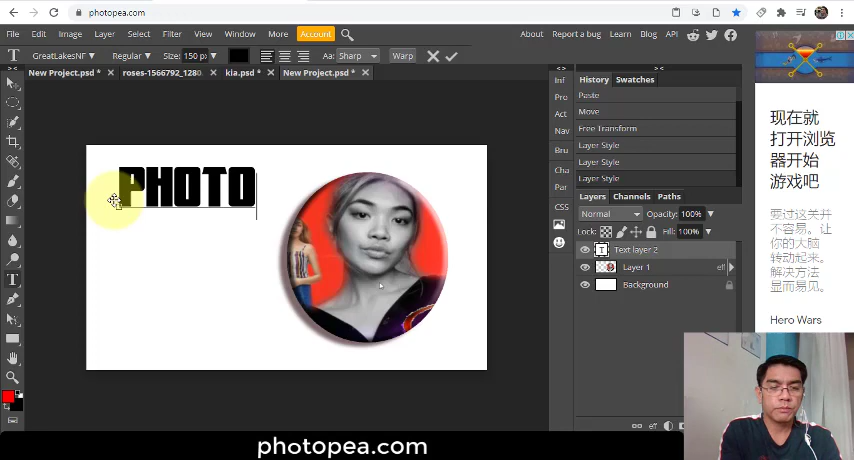 photopea.com
File Edit Image Layer Select Filter View Window More Account About Report a bug Learn Blog API
GreatLakesNF Regular Size: 150 px Aa: Sharp Warp
New Project.psd * roses-1566792_1280. kia.psd * New Project.psd *
Inf
Pro
Act
Nav
Bru
Cha
Par
CSS
History Swatches
Paste
Move
Free Transform
Layer Style
Layer Style
Layer Style
Layers Channels Paths
Normal Opacity: 100%
Lock: Fill: 100%
Text layer 2
Layer 1 eff
Background
eff
PHOTO
现在就
打开浏览
器开始
游戏吧
要过这关并
不容易。让
你的大脑
转动起来。
解决方法
显而易见。
Hero Wars
photopea.com